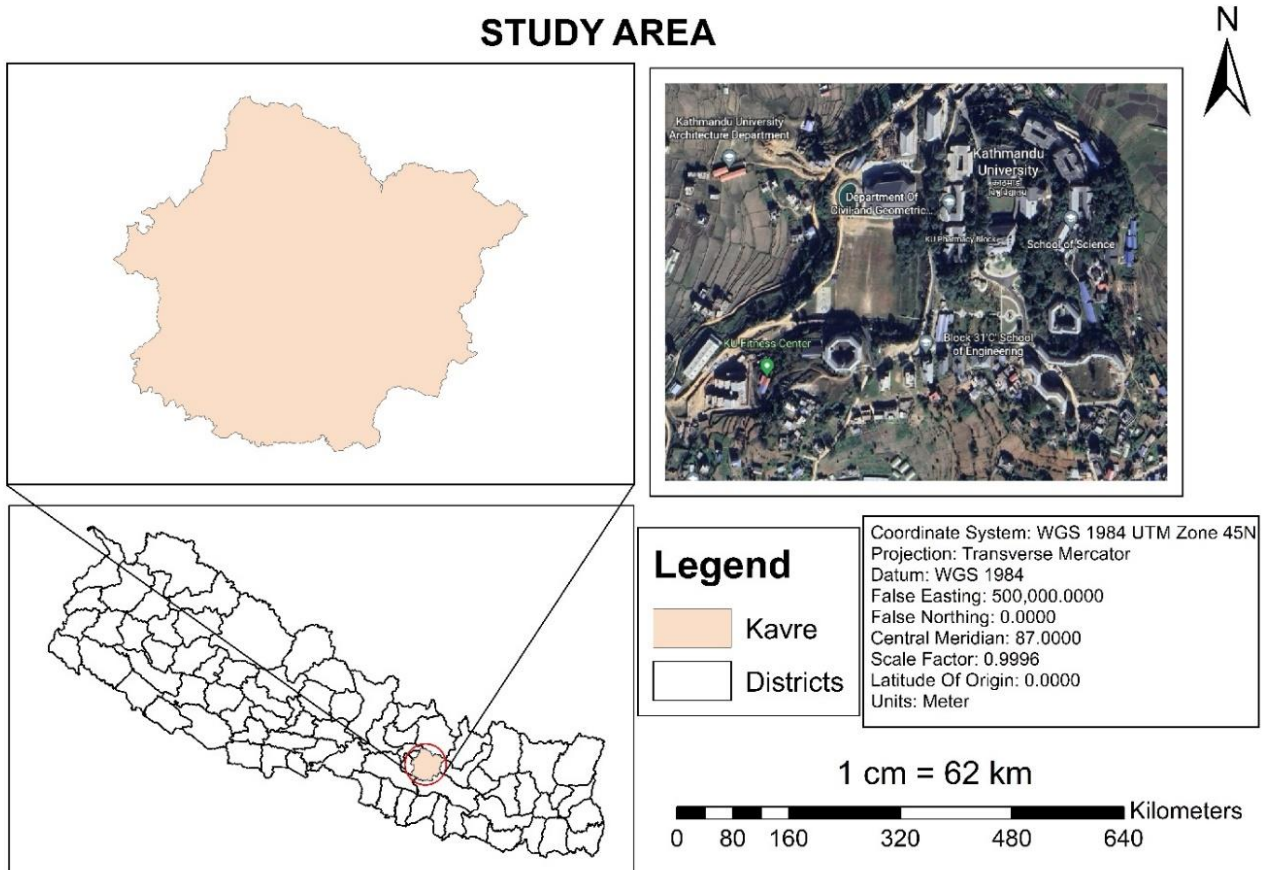 STUDY AREA
N
Kathmandu University
Architecture Department
Kathmandu
University
Department Of
Civil and Geometric...
KU Pharmacy Block
School of Science
KU Fitness Center
Block 31'C' School
of Engineering
Legend
Kavre
Districts
Coordinate System: WGS 1984 UTM Zone 45N
Projection: Transverse Mercator
Datum: WGS 1984
False Easting: 500,000.0000
False Northing: 0.0000
Central Meridian: 87.0000
Scale Factor: 0.9996
Latitude Of Origin: 0.0000
Units: Meter
1 cm = 62 km
Kilometers
0 80 160 320 480 640